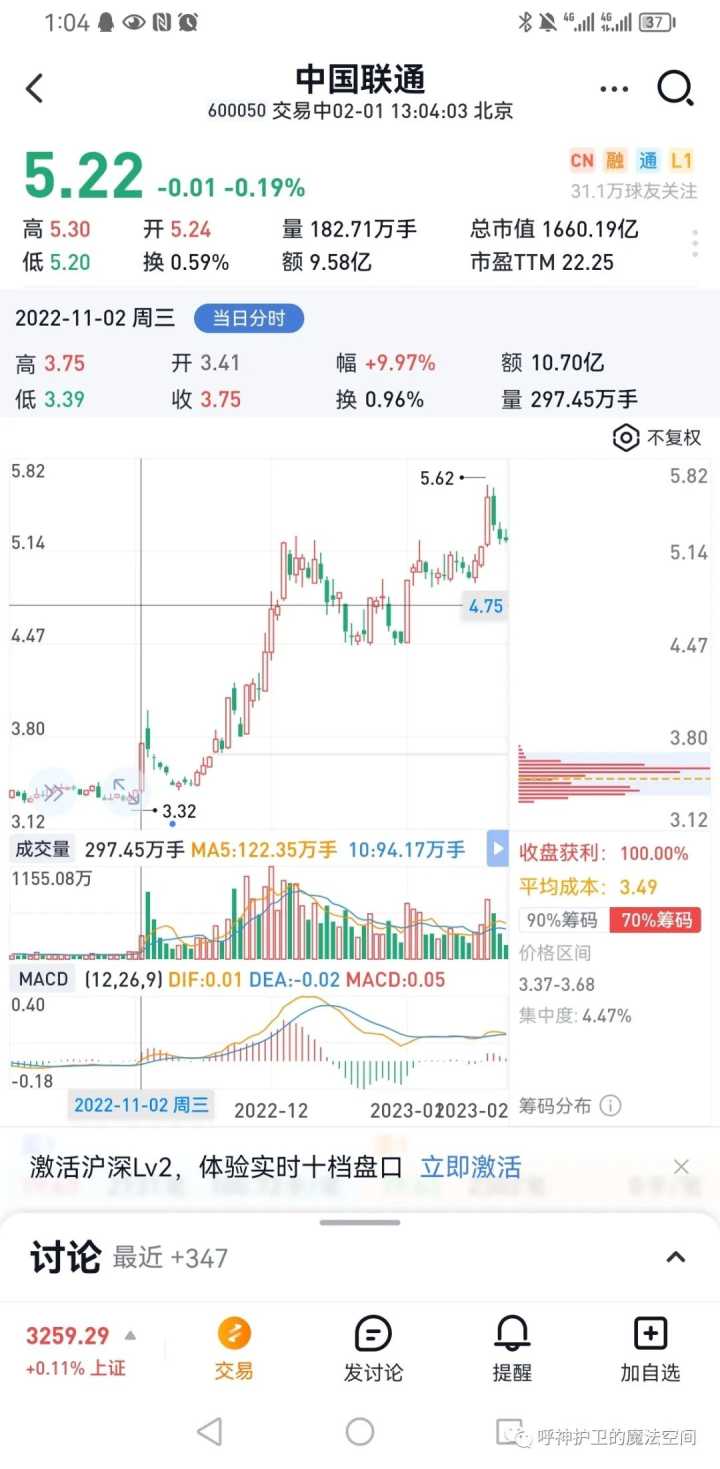 1:04 4G 4G 37
中国联通
600050 交易中02-01 13:04:03 北京
5.22 -0.01 -0.19% CN 融 通 L1
31.1万球友关注
高 5.30 开 5.24 量 182.71万手 总市值 1660.19亿
低 5.20 换 0.59% 额 9.58亿 市盈TTM 22.25
2022-11-02 周三 当日分时
高 3.75 开 3.41 幅 +9.97% 额 10.70亿
低 3.39 收 3.75 换 0.96% 量 297.45万手
不复权
5.82 5.62 5.82
5.14 5.14
4.75
4.47 4.47
3.80 3.80
3.32
3.12 3.12
成交量 297.45万手 MA5:122.35万手 10:94.17万手
1155.08万
收盘获利: 100.00%
平均成本: 3.49
90%筹码 70%筹码
价格区间
3.37-3.68
集中度: 4.47%
MACD (12,26,9) DIF:0.01 DEA:-0.02 MACD:0.05
0.40
-0.18
2022-11-02 周三 2022-12 2023-01 2023-02 筹码分布
激活沪深Lv2，体验实时十档盘口 立即激活
讨论 最近 +347
3259.29
+0.11% 上证
交易 发讨论 提醒 加自选
呼神护卫的魔法空间